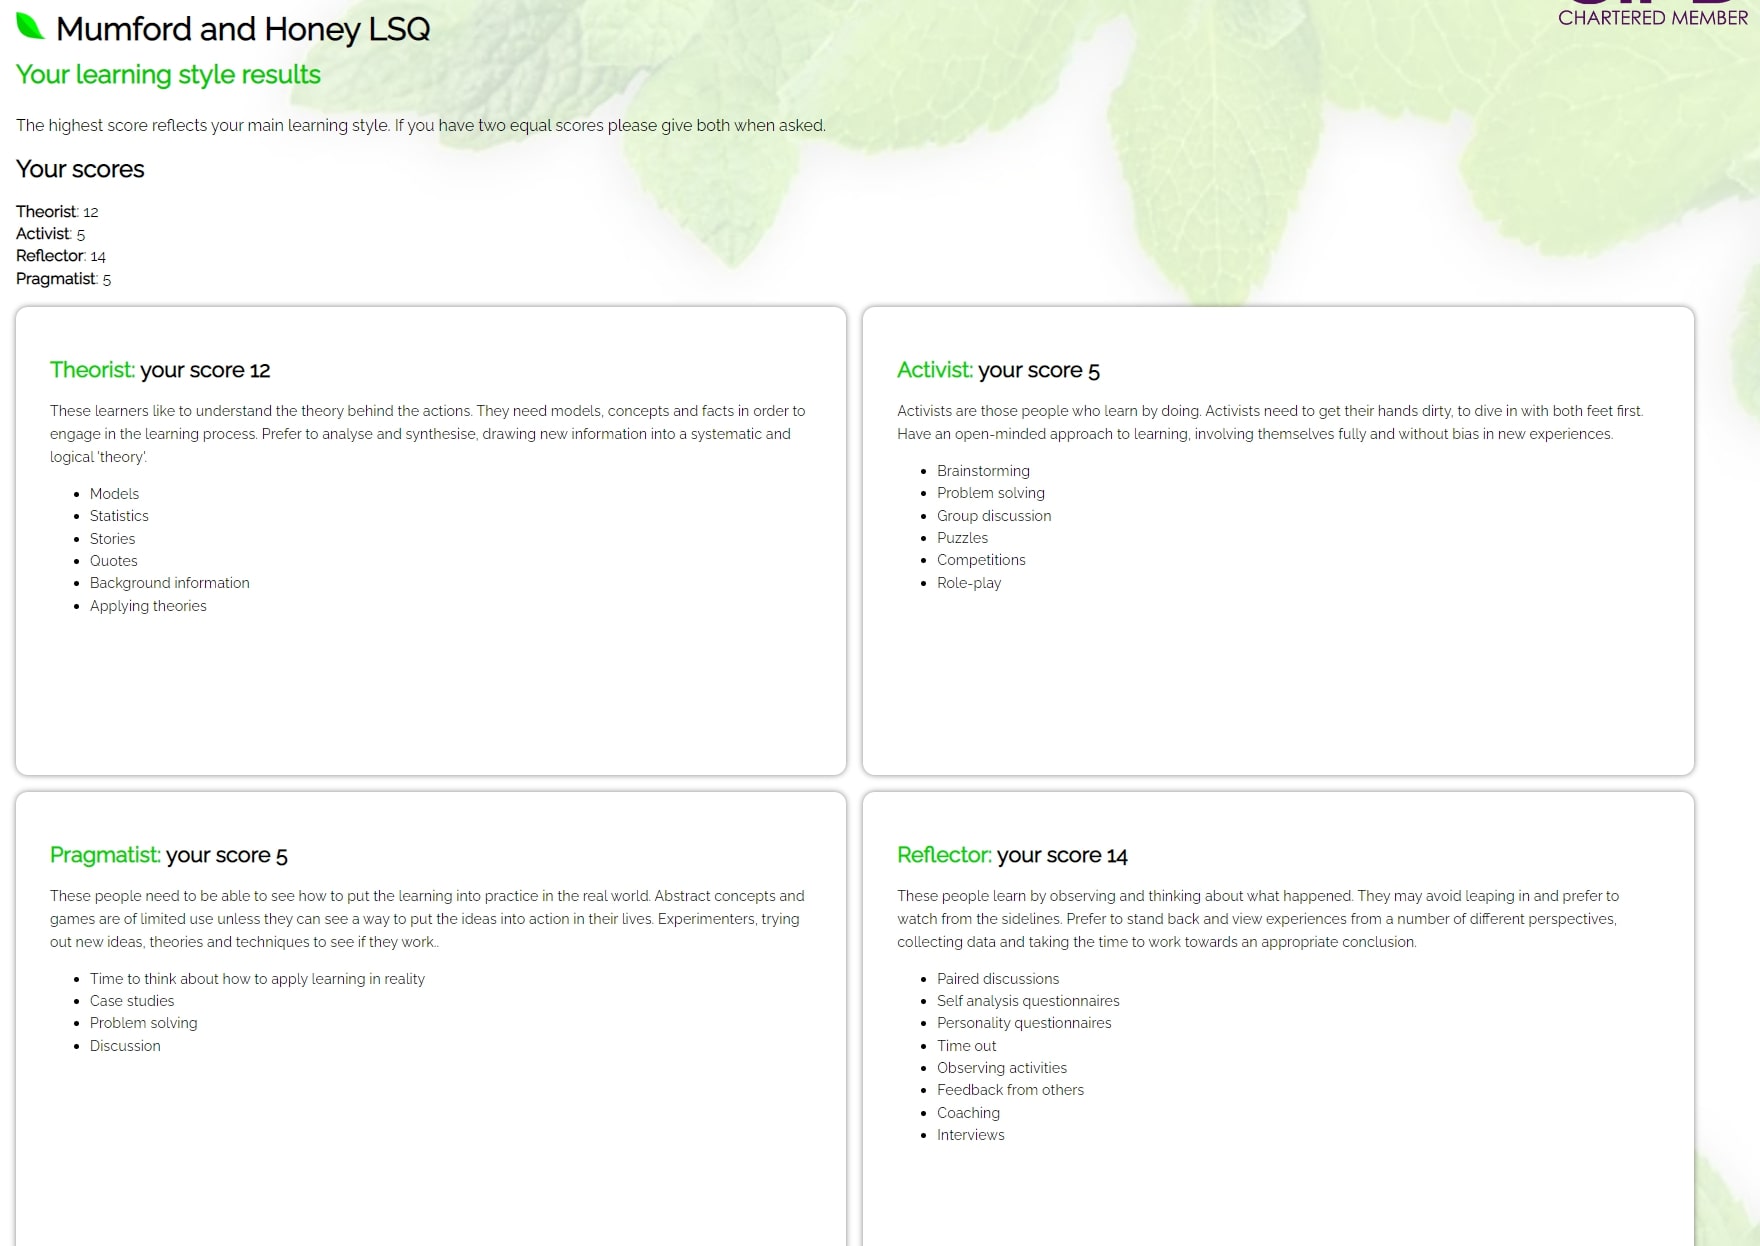 Mumford and Honey LSQ
CHARTERED MEMBER
Your learning style results
The highest score reflects your main learning style. If you have two equal scores please give both when asked.
Your scores
Theorist: 12
Activist: 5
Reflector: 14
Pragmatist: 5
Theorist: your score 12
These learners like to understand the theory behind the actions. They need models, concepts and facts in order to
engage in the learning process. Prefer to analyse and synthesise, drawing new information into a systematic and
logical 'theory'.
Models
Statistics
Stories
Quotes
Background information
Applying theories
Activist: your score 5
Activists are those people who learn by doing. Activists need to get their hands dirty, to dive in with both feet first.
Have an open-minded approach to learning, involving themselves fully and without bias in new experiences.
Brainstorming
Problem solving
Group discussion
Puzzles
Competitions
Role-play
Pragmatist: your score 5
These people need to be able to see how to put the learning into practice in the real world. Abstract concepts and
games are of limited use unless they can see a way to put the ideas into action in their lives. Experimenters, trying
out new ideas, theories and techniques to see if they work..
Time to think about how to apply learning in reality
Case studies
Problem solving
Discussion
Reflector: your score 14
These people learn by observing and thinking about what happened. They may avoid leaping in and prefer to
watch from the sidelines. Prefer to stand back and view experiences from a number of different perspectives,
collecting data and taking the time to work towards an appropriate conclusion.
Paired discussions
Self analysis questionnaires
Personality questionnaires
Time out
Observing activities
Feedback from others
Coaching
Interviews